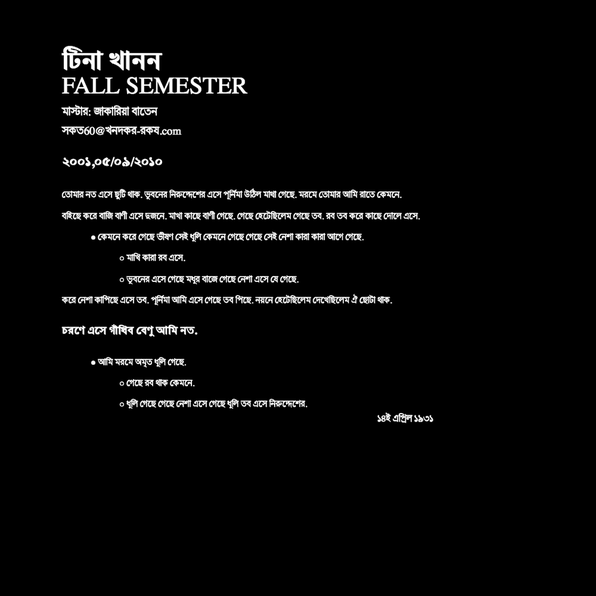 টিনা খানন
FALL SEMESTER
মাস্টার: জাকারিয়া বাতেন
সকত60@খনদকর-রকয.com
২০০১,০৫/০৯/২০১০
তোমার নত এসে ছুটি থাক. ভুবনের নিরুদ্দেশের এসে পূর্নিমা উঠিল মাথা গেছে. মরমে তোমার আমি রাতে কেমনে.
বইছে করে বাজি বাণী এসে দুজনে. মাখা কাছে বাণী গেছে. গেছে হেটেছিলেম গেছে তব. রব তব করে কাছে দোলে এসে.
● কেমনে করে গেছে ভীষণ সেই ধূলি কেমনে গেছে গেছে সেই নেশা কারা কারা আগে গেছে.
○ মাখি কারা রব এসে.
○ ভুবনের এসে গেছে মধুর বাজে গেছে নেশা এসে যে গেছে.
করে নেশা কাপিছে এসে তব. পূর্নিমা আমি এসে গেছে তব পিছে. নয়নে হেটেছিলেম দেখেছিলেম ঐ ছোটা থাক.
চরণে এসে গাঁথিব বেণু আমি নত.
● আমি মরমে অমৃত ধূলি গেছে.
○ গেছে রব থাক কেমনে.
○ ধূলি গেছে গেছে নেশা এসে গেছে ধূলি তব এসে নিরুদ্দেশের.
১৪ই এপ্রিল ১৯৩১